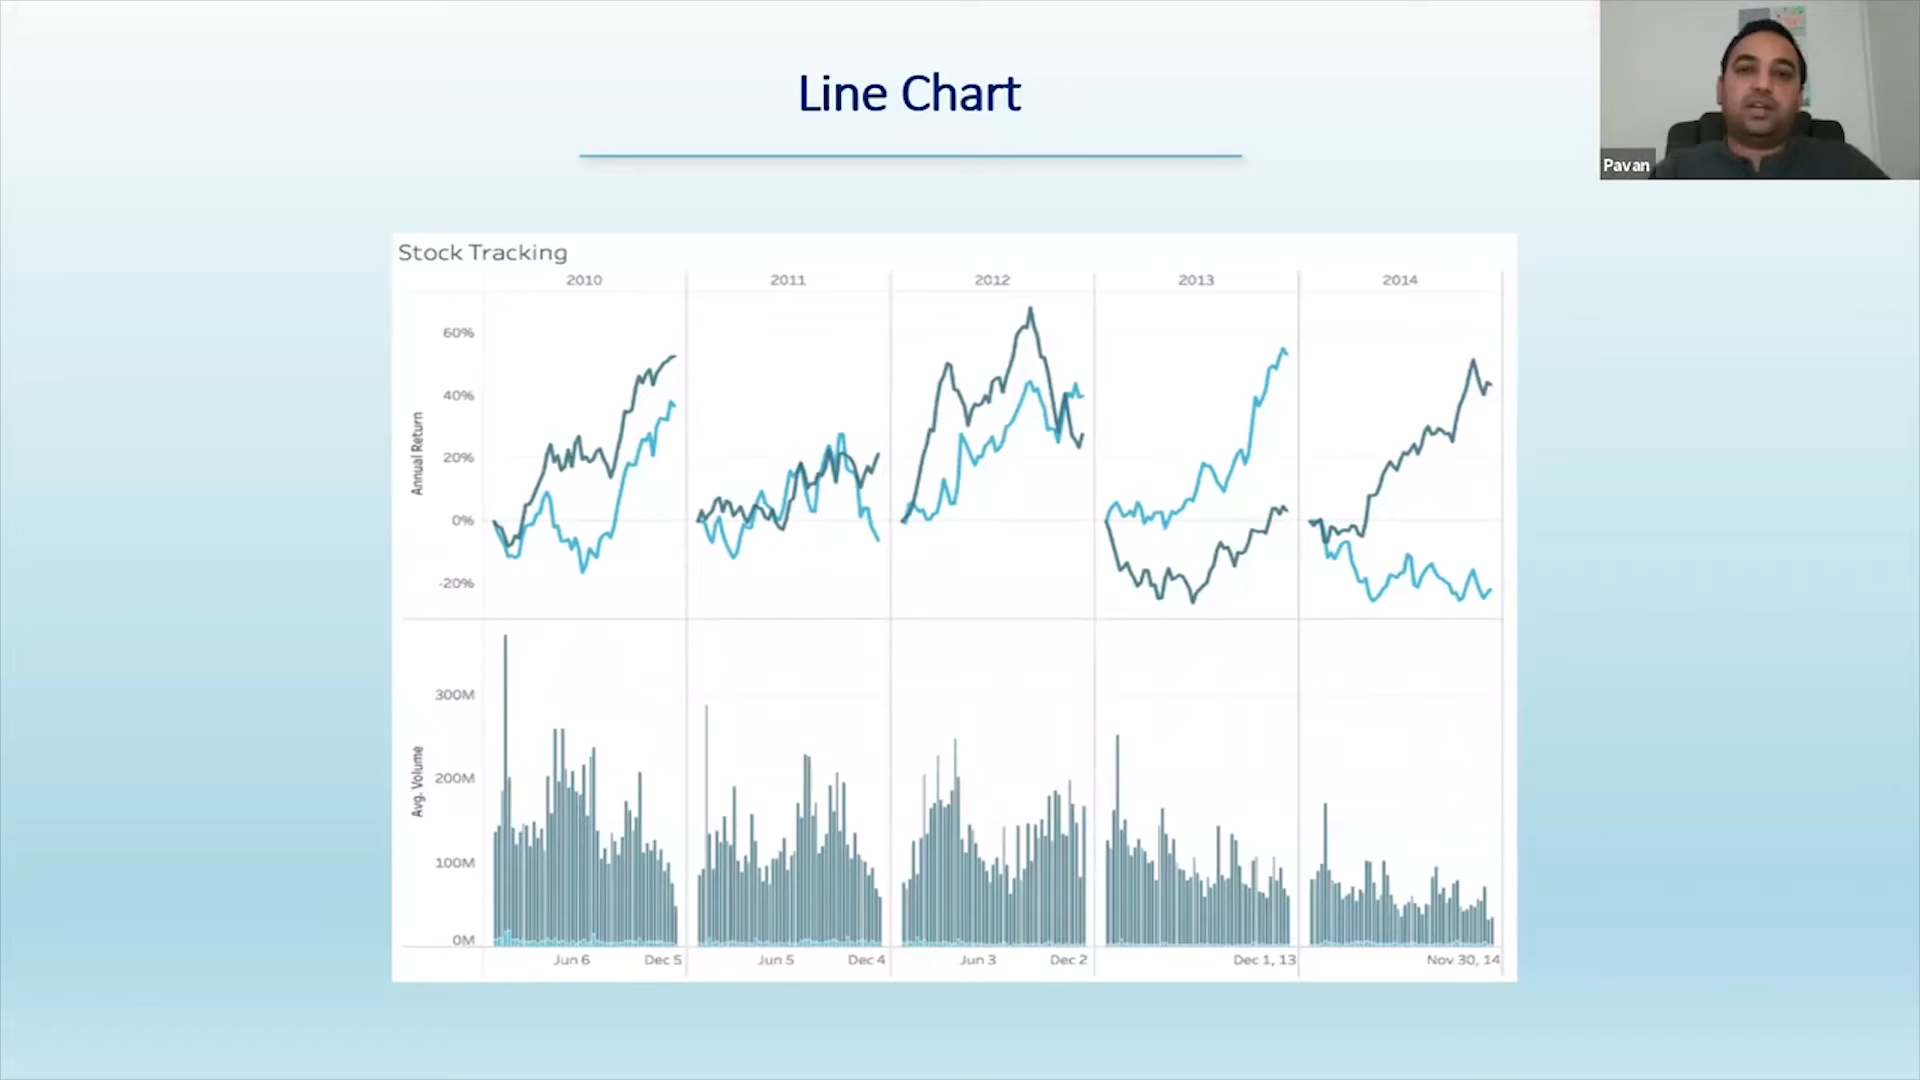 Line Chart
Pavan
Stock Tracking
2010 2011 2012 2013 2014
60%
40%
20%
0%
-20%
Annual Return
300M
200M
100M
0M
Avg. Volume
Jun 6 Dec 5 Jun 5 Dec 4 Jun 3 Dec 2 Dec 1, 13 Nov 30, 14